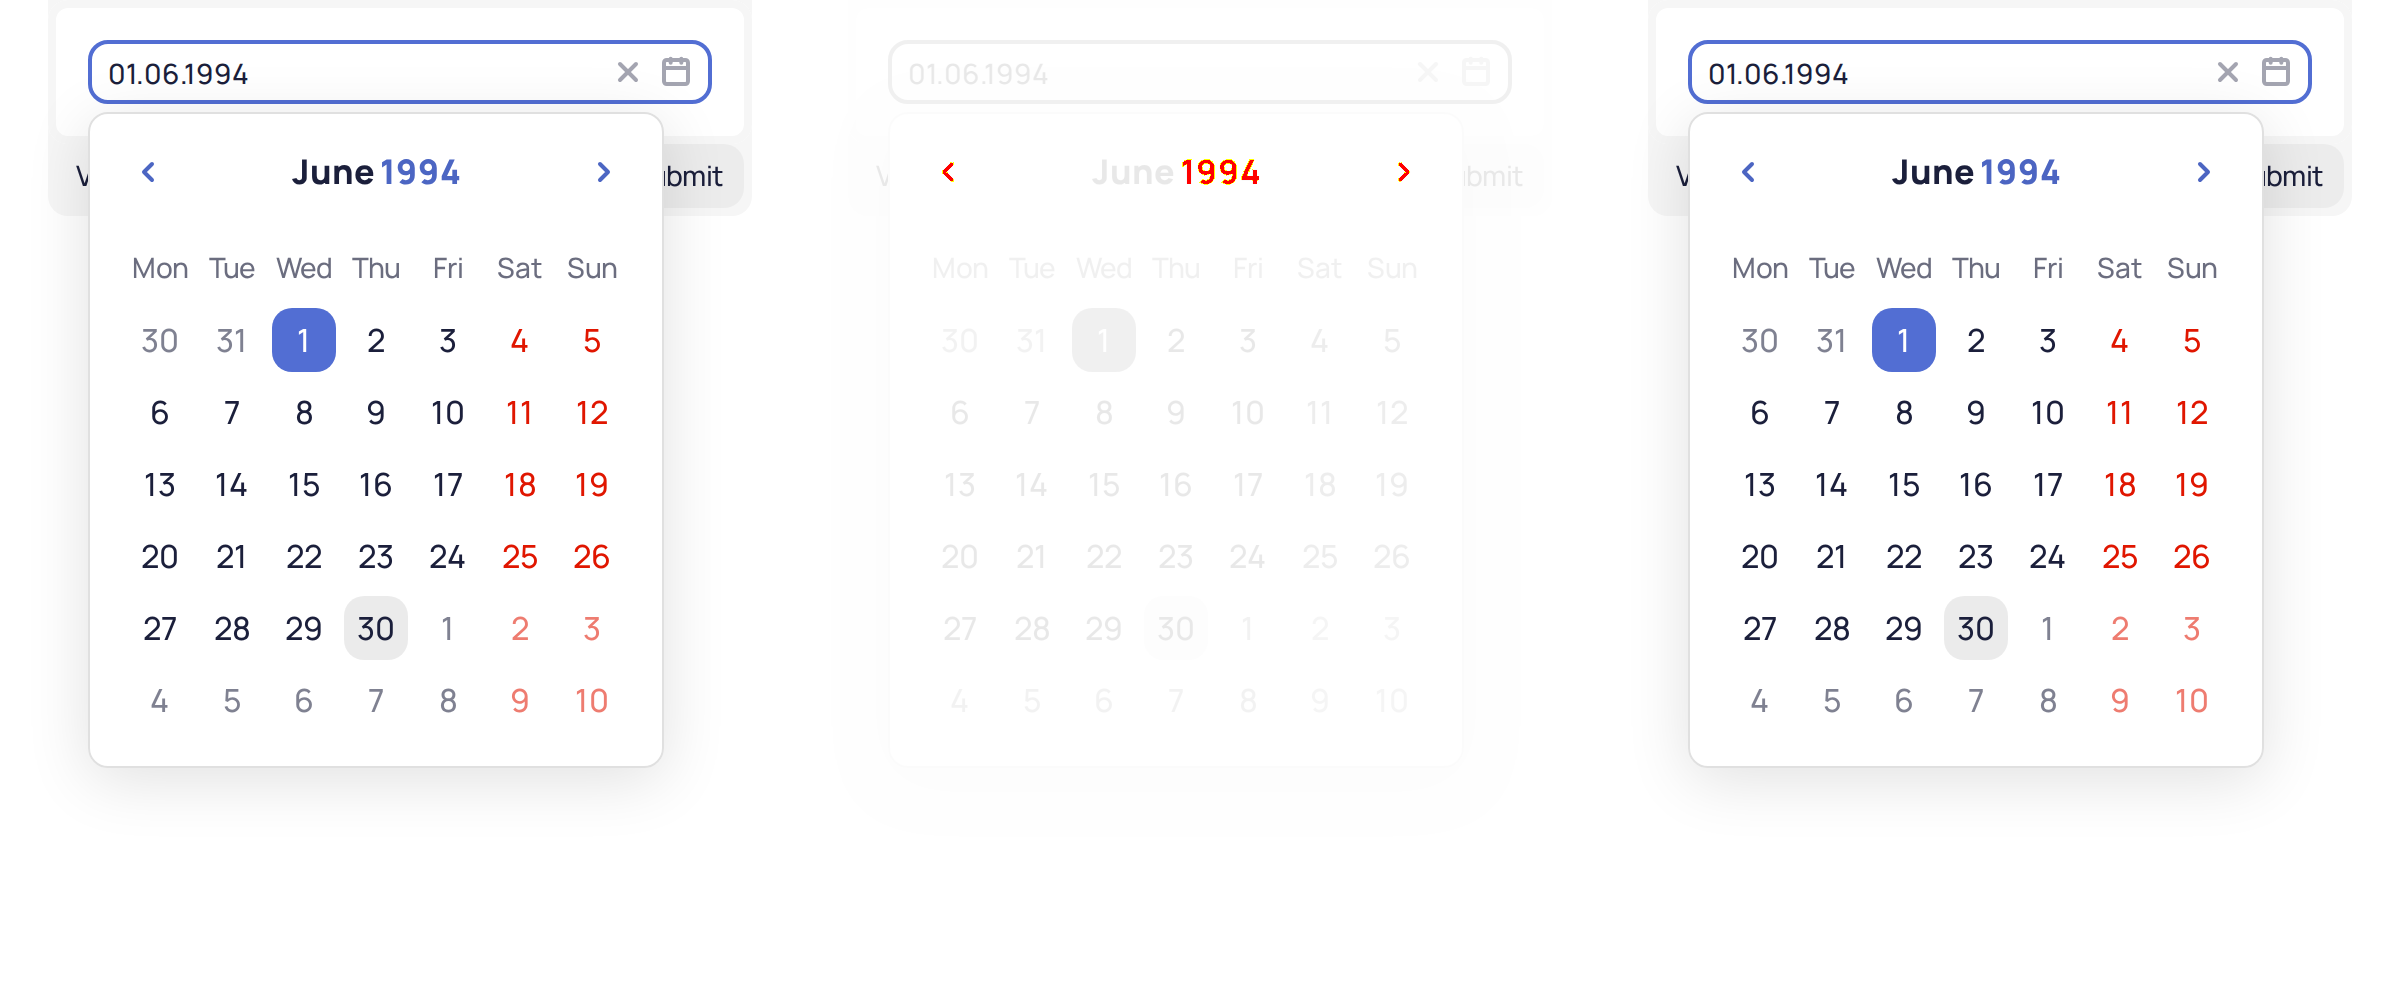 01.06.1994
V
bmit
June 1994
Mon Tue Wed Thu Fri Sat Sun
30 31 1 2 3 4 5
6 7 8 9 10 11 12
13 14 15 16 17 18 19
20 21 22 23 24 25 26
27 28 29 30 1 2 3
4 5 6 7 8 9 10
01.06.1994
V
bmit
June 1994
Mon Tue Wed Thu Fri Sat Sun
30 31 1 2 3 4 5
6 7 8 9 10 11 12
13 14 15 16 17 18 19
20 21 22 23 24 25 26
27 28 29 30 1 2 3
4 5 6 7 8 9 10
01.06.1994
V
bmit
June 1994
Mon Tue Wed Thu Fri Sat Sun
30 31 1 2 3 4 5
6 7 8 9 10 11 12
13 14 15 16 17 18 19
20 21 22 23 24 25 26
27 28 29 30 1 2 3
4 5 6 7 8 9 10